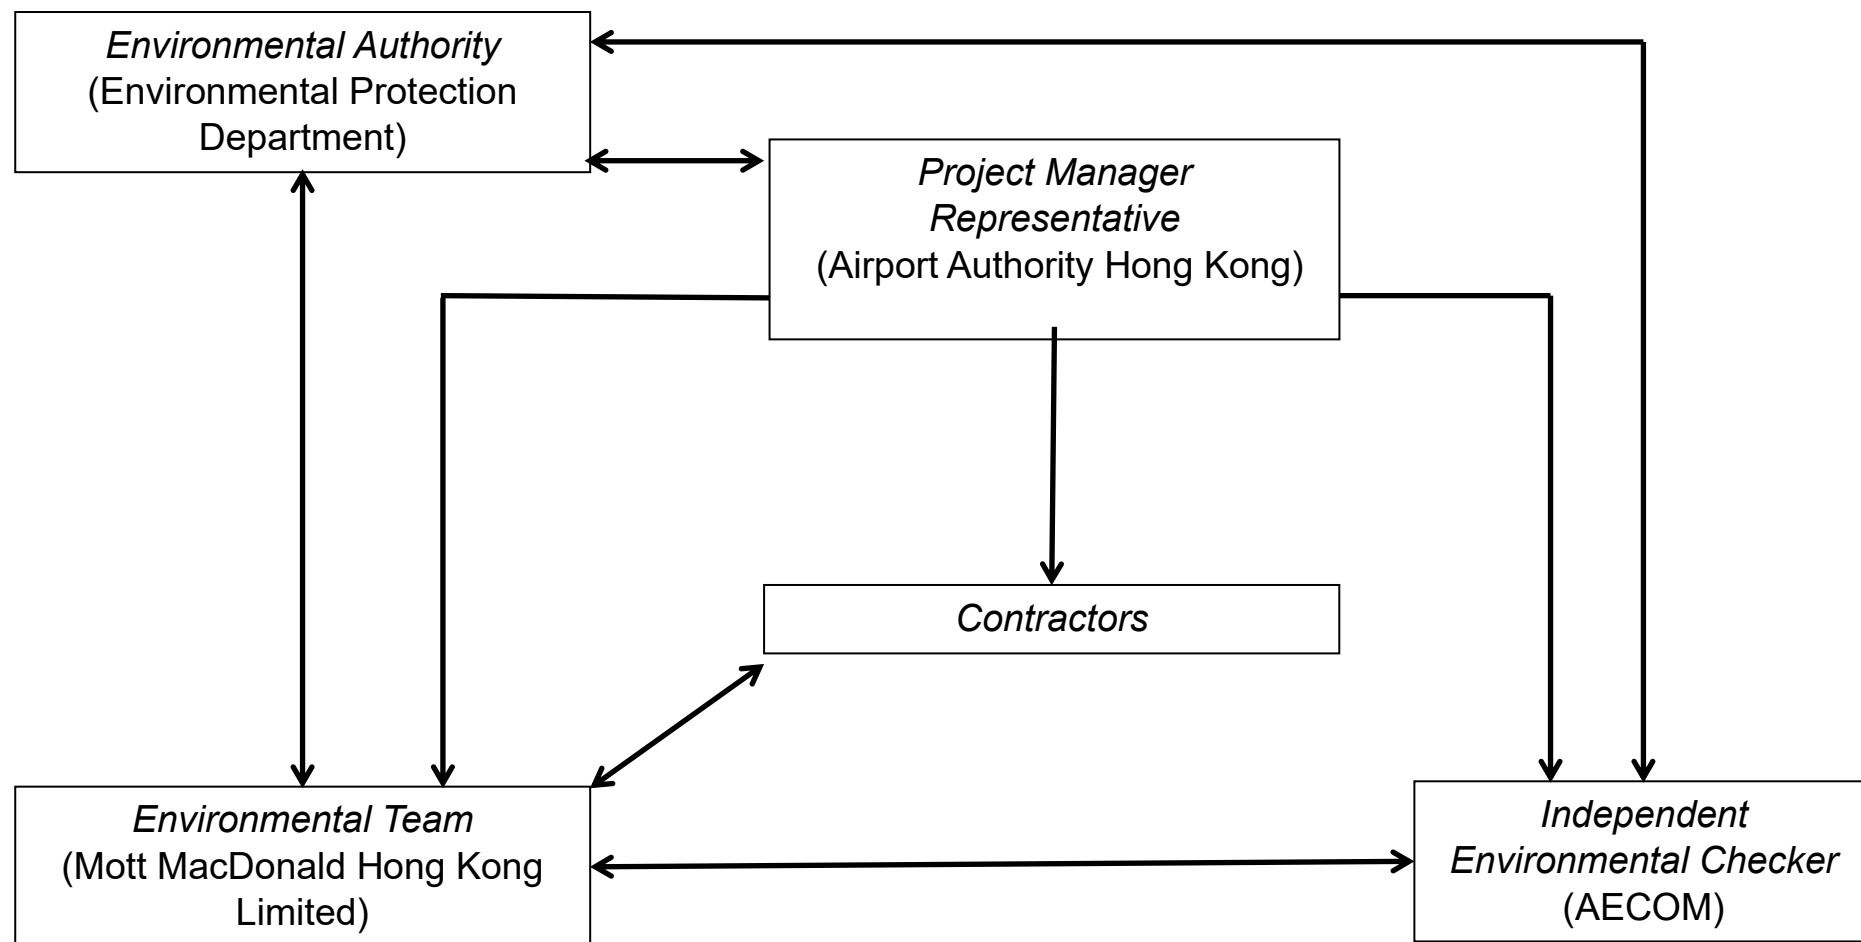 Environmental Authority
(Environmental Protection
Department)
Project Manager
Representative
(Airport Authority Hong Kong)
Contractors
Environmental Team
(Mott MacDonald Hong Kong
Limited)
Independent
Environmental Checker
(AECOM)